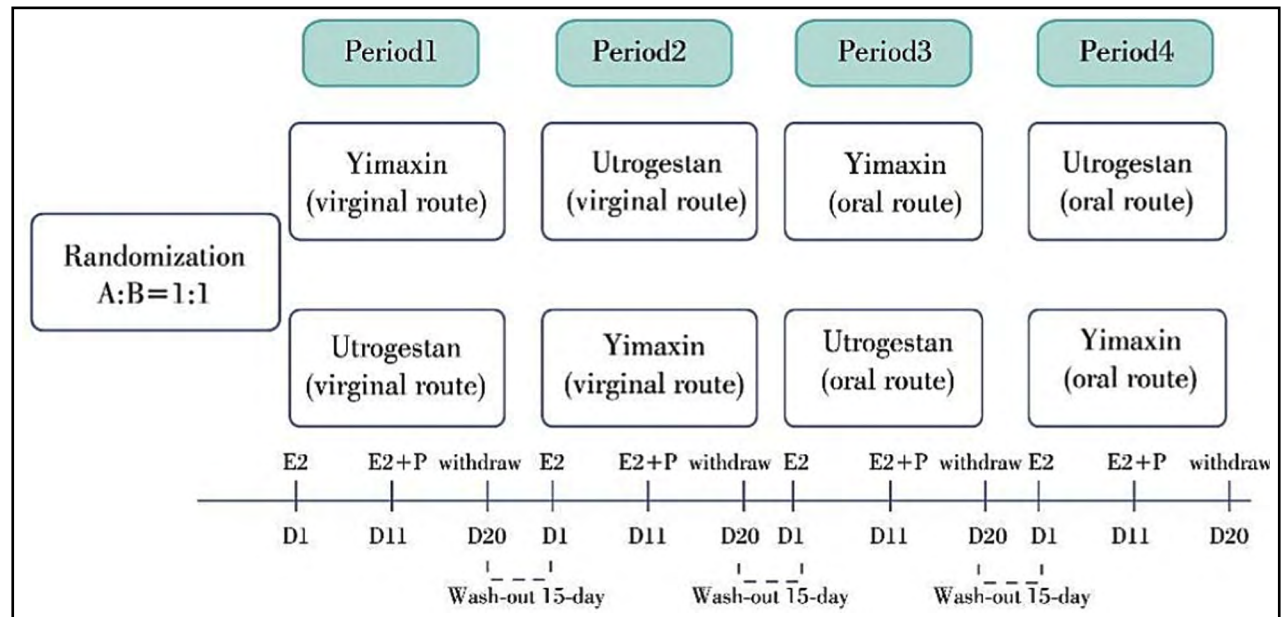 Period1
Period2
Period3
Period4
Randomization
A:B=1:1
Yimaxin
(virginal route)
Utrogestan
(virginal route)
Yimaxin
(oral route)
Utrogestan
(oral route)
Utrogestan
(virginal route)
Yimaxin
(virginal route)
Utrogestan
(oral route)
Yimaxin
(oral route)
E2 E2+P withdraw E2 E2+P withdraw E2 E2+P withdraw E2 E2+P withdraw
D1 D11 D20 D1 D11 D20 D1 D11 D20 D1 D11 D20
Wash-out 15-day Wash-out 15-day Wash-out 15-day